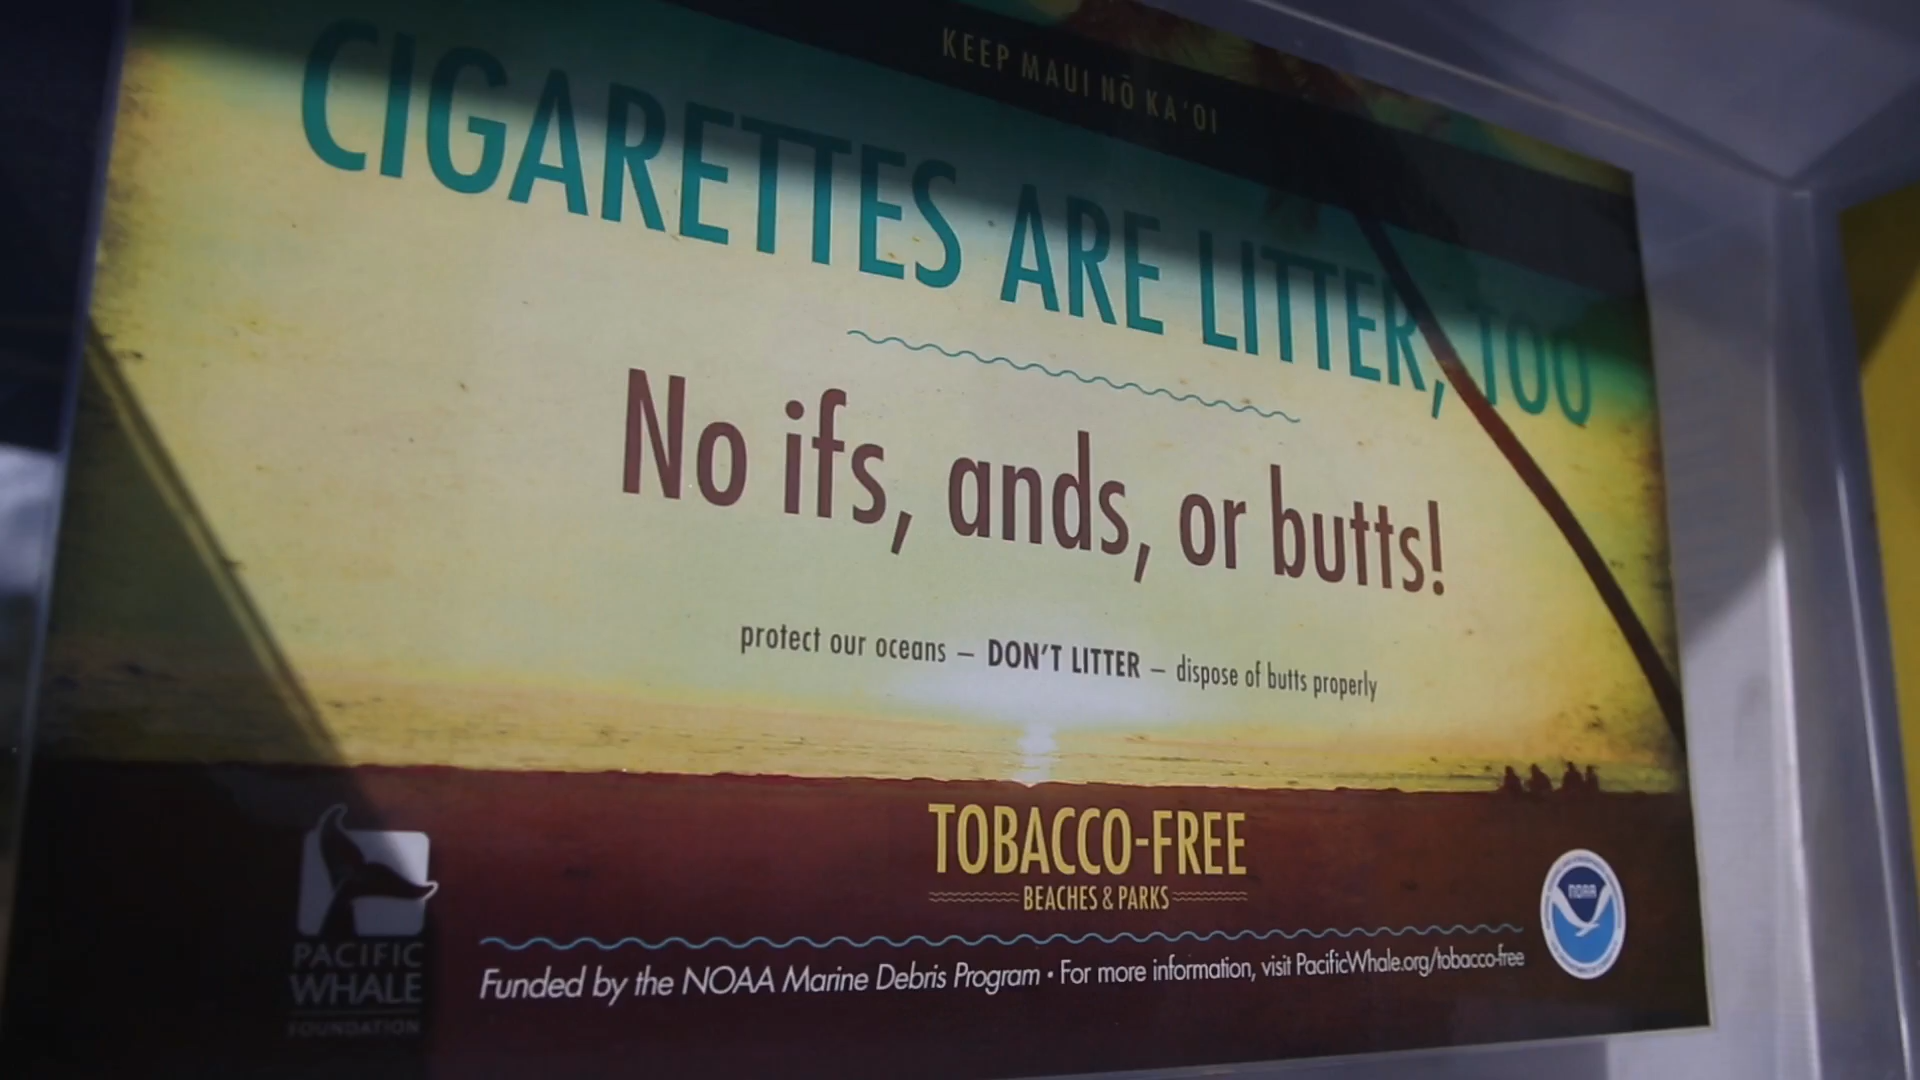 KEEP MAUI NŌ KAʻOI
CIGARETTES ARE LITTER, TOO
No ifs, ands, or butts!
protect our oceans – DON'T LITTER – dispose of butts properly
TOBACCO-FREE
BEACHES & PARKS
PACIFIC
WHALE
FOUNDATION
Funded by the NOAA Marine Debris Program • For more information, visit PacificWhale.org/tobacco-free
NOAA